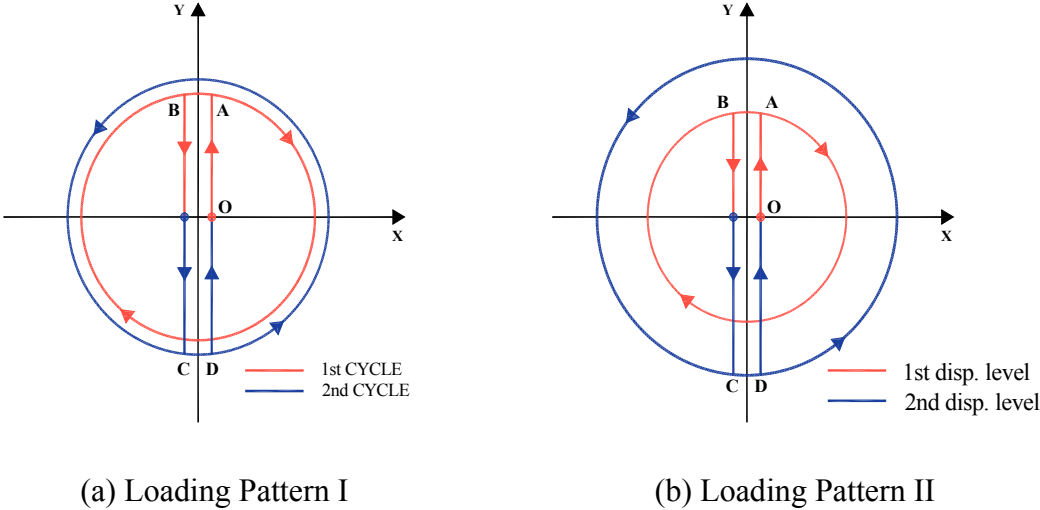 Y
B A
O
X
C D
1st CYCLE
2nd CYCLE
(a) Loading Pattern I
Y
B A
O
X
C D
1st disp. level
2nd disp. level
(b) Loading Pattern II